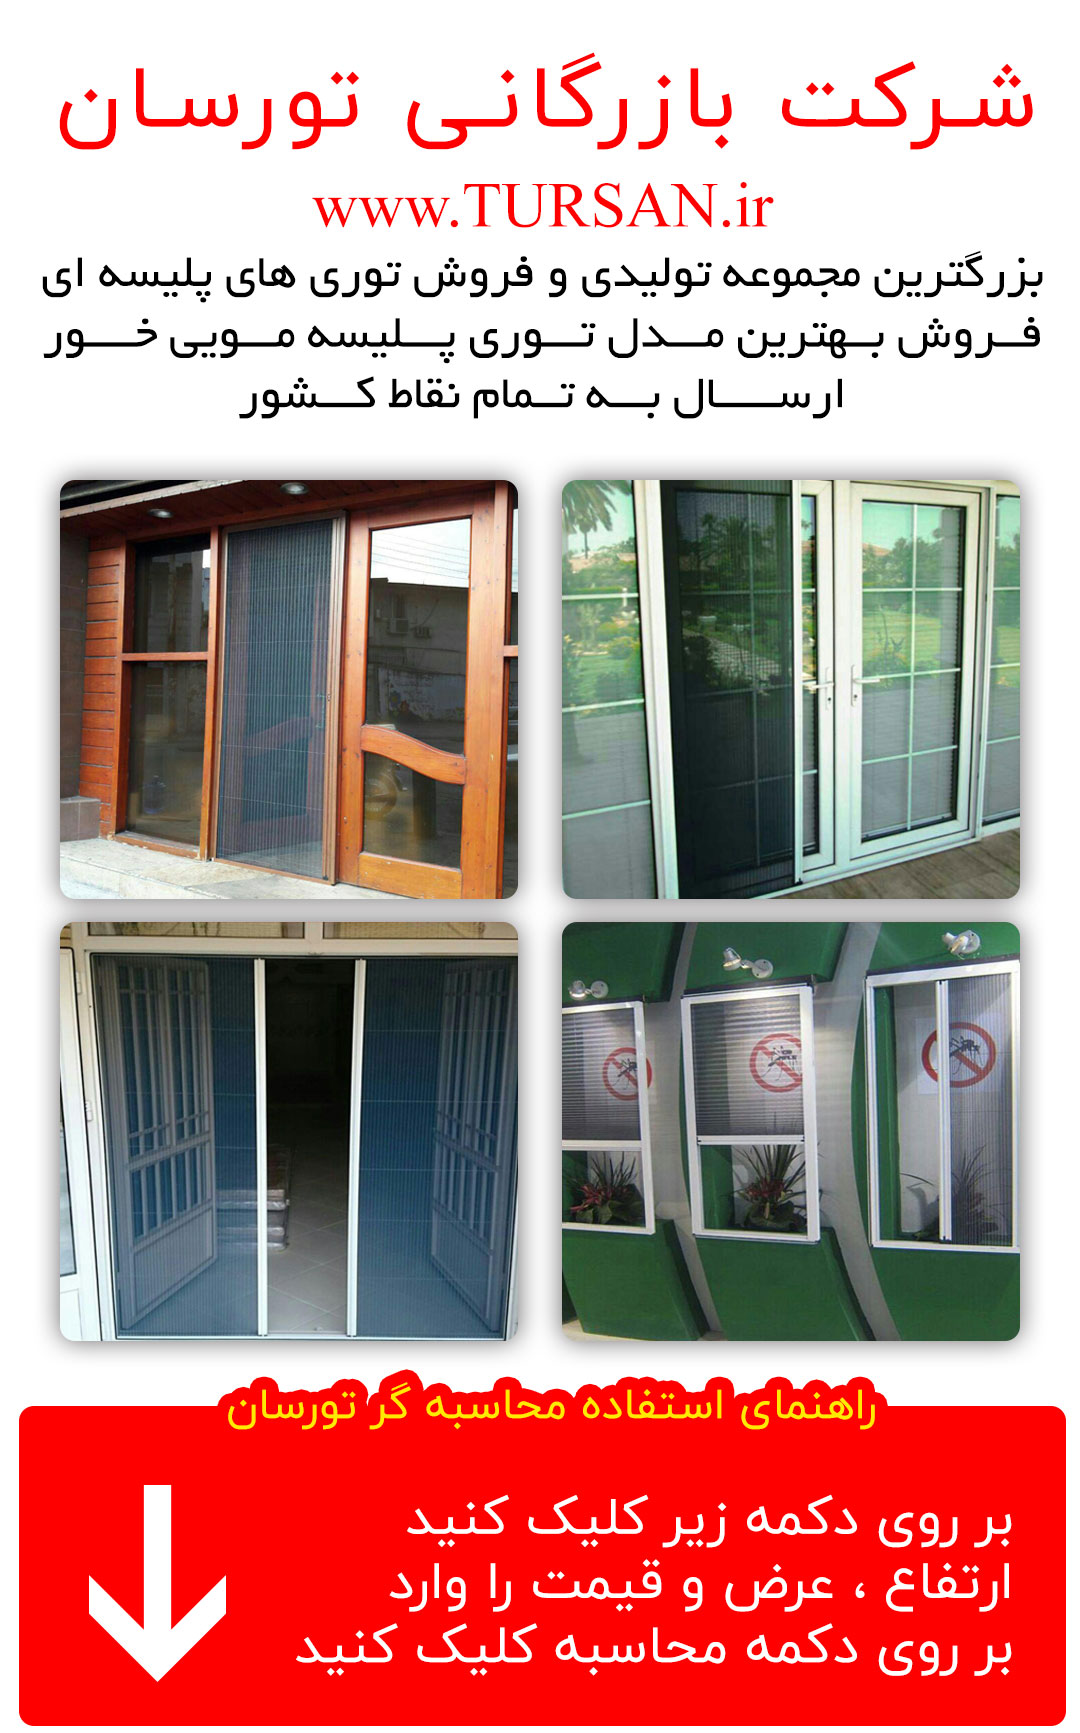 شرکت بازرگانی تورسان
www.TURSAN.ir
بزرگترین مجموعه تولیدی و فروش توری های پلیسه ای
فروش بهترین مدل توری پلیسه مویی خور
ارسال به تمام نقاط کشور
راهنمای استفاده محاسبه گر تورسان
بر روی دکمه زیر کلیک کنید
ارتفاع ، عرض و قیمت را وارد
بر روی دکمه محاسبه کلیک کنید